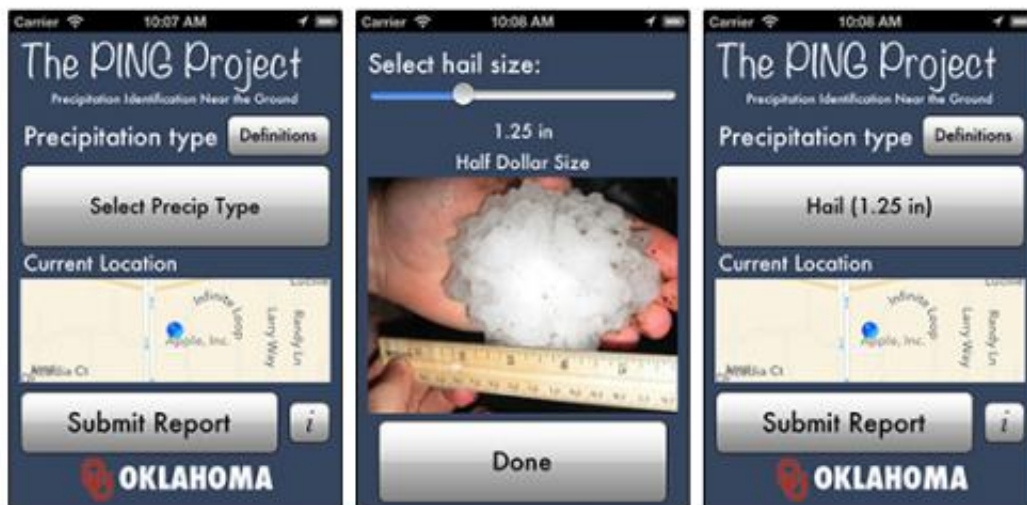 Carrier 10:07 AM
The PING Project
Precipitation Identification Near the Ground
Precipitation type Definitions
Select Precip Type
Current Location
Infinite Loop
Apple, Inc.
Larry Way
Randy Ln
Submit Report i
OU OKLAHOMA
Carrier 10:08 AM
Select hail size:
1.25 in
Half Dollar Size
Done
Carrier 10:08 AM
The PING Project
Precipitation Identification Near the Ground
Precipitation type Definitions
Hail (1.25 in)
Current Location
Infinite Loop
Apple, Inc.
Larry Way
Randy Ln
Submit Report i
OU OKLAHOMA